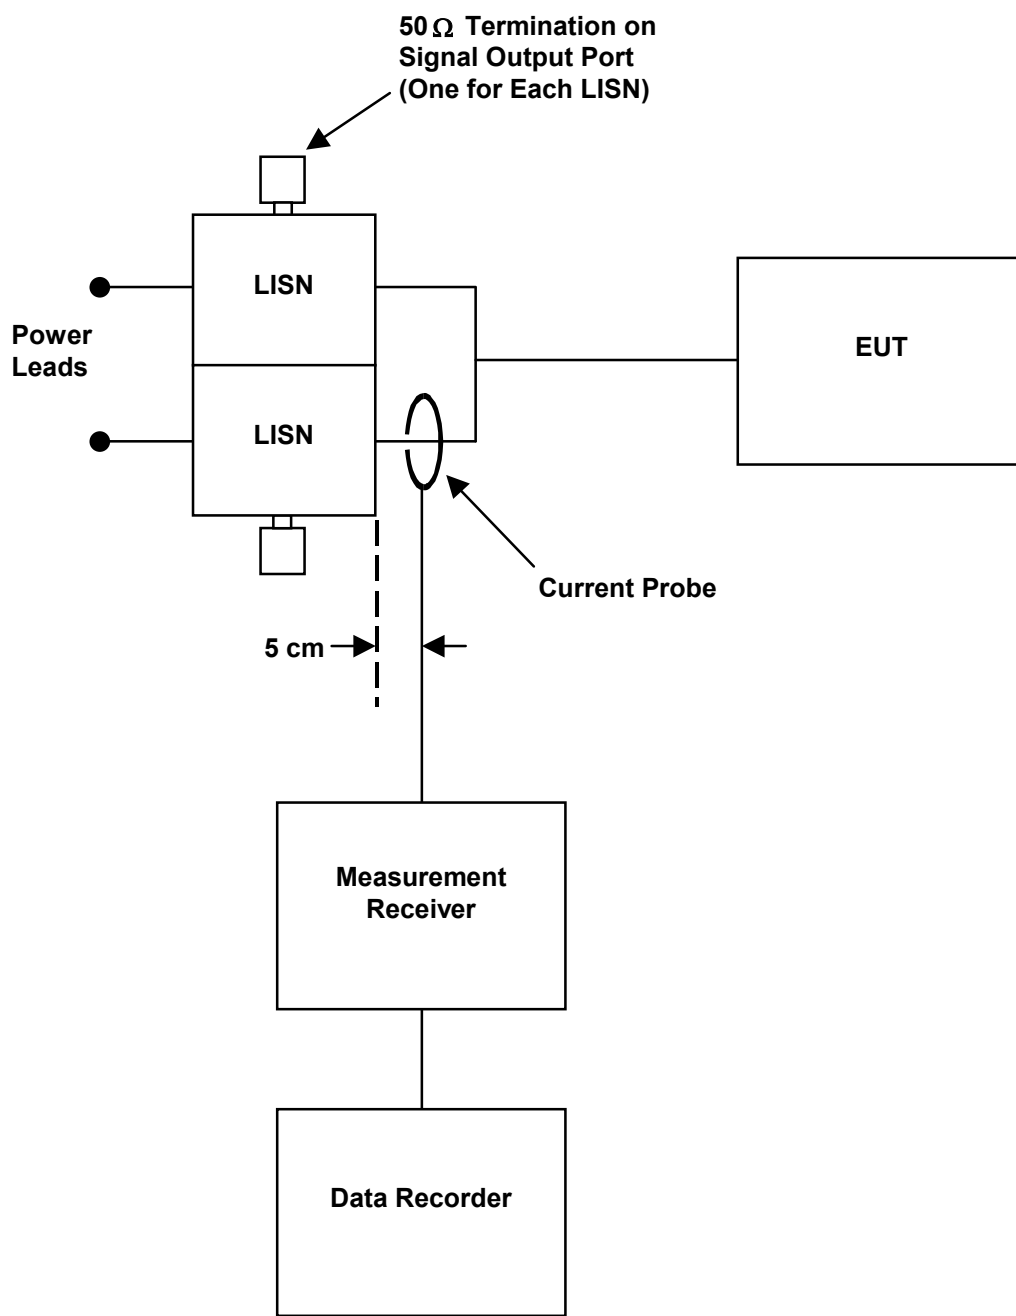 50Ω Termination on
Signal Output Port
(One for Each LISN)
LISN
Power
Leads
EUT
LISN
Current Probe
5 cm
Measurement
Receiver
Data Recorder